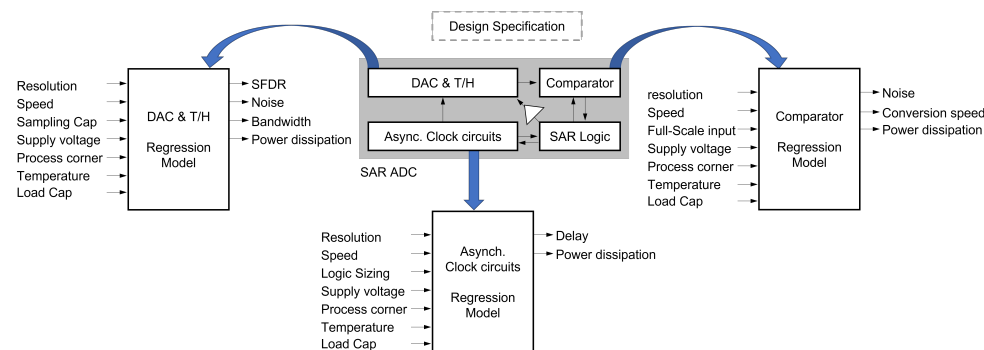 Design Specification
DAC & T/H
Comparator
Async. Clock circuits
SAR Logic
SAR ADC
Resolution
Speed
Sampling Cap
Supply voltage
Process corner
Temperature
Load Cap
DAC & T/H
Regression
Model
SFDR
Noise
Bandwidth
Power dissipation
resolution
Speed
Full-Scale input
Supply voltage
Process corner
Temperature
Load Cap
Comparator
Regression
Model
Noise
Conversion speed
Power dissipation
Resolution
Speed
Logic Sizing
Supply voltage
Process corner
Temperature
Load Cap
Asynch.
Clock circuits
Regression
Model
Delay
Power dissipation